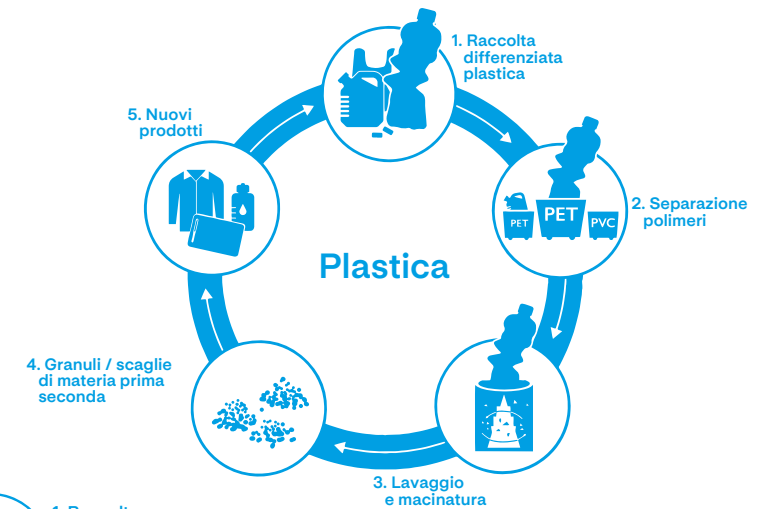 1. Raccolta
differenziata
plastica
5. Nuovi
prodotti
PET
PET
PVC
2. Separazione
polimeri
Plastica
4. Granuli / scaglie
di materia prima
seconda
3. Lavaggio
e macinatura